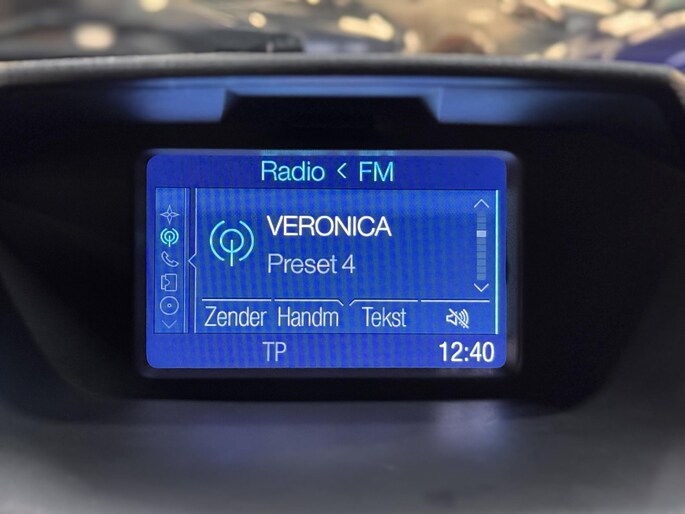 Radio < FM
VERONICA
Preset 4
Zender Handm Tekst
TP 12:40